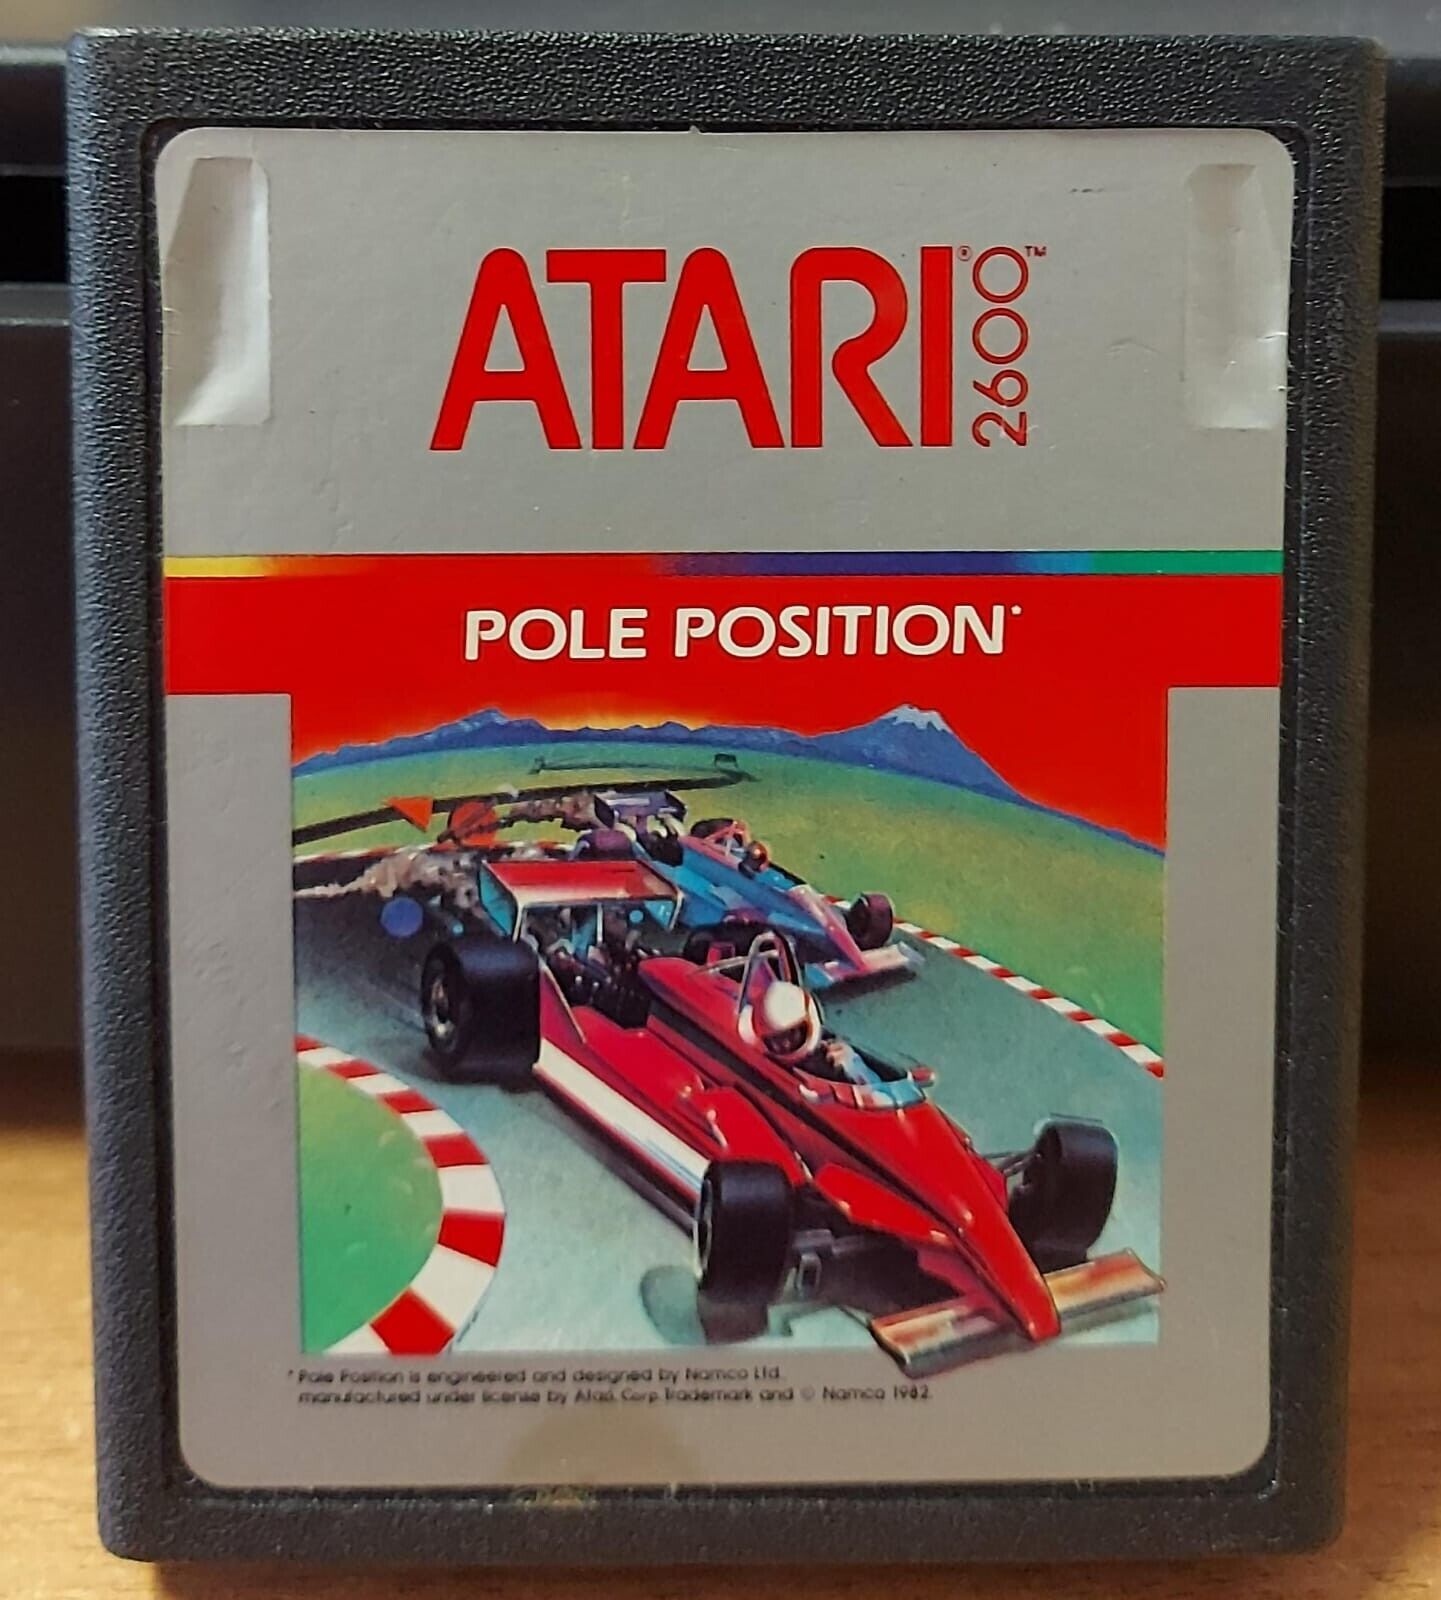 ATARI® 2600™
POLE POSITION*
* Pole Position is engineered and designed by Namco Ltd.
manufactured under license by Atari Corp. Trademark and © Namco 1982.